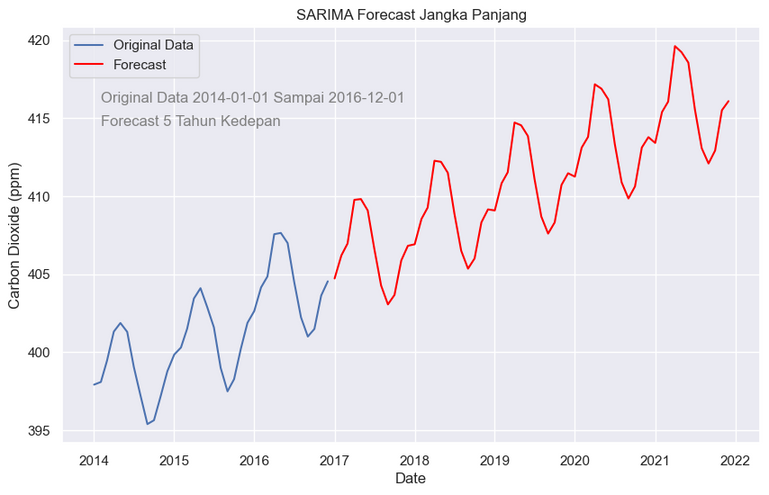 SARIMA Forecast Jangka Panjang
Original Data
Forecast
Original Data 2014-01-01 Sampai 2016-12-01
Forecast 5 Tahun Kedepan
Carbon Dioxide (ppm)
420
415
410
405
400
395
2014 2015 2016 2017 2018 2019 2020 2021 2022
Date